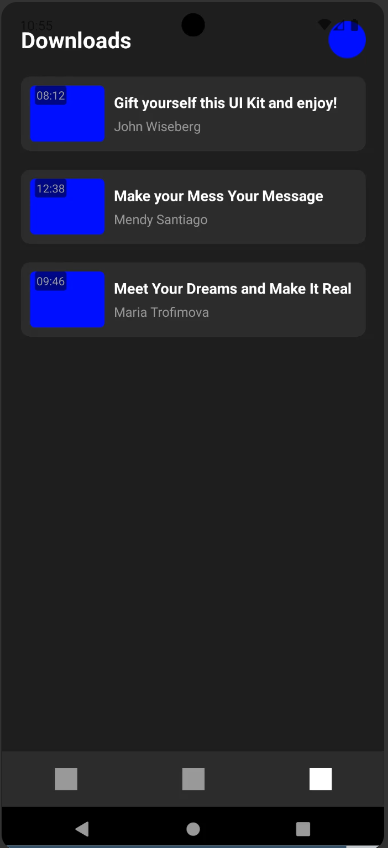 10:55
Downloads
08:12
Gift yourself this UI Kit and enjoy!
John Wiseberg
12:38
Make your Mess Your Message
Mendy Santiago
09:46
Meet Your Dreams and Make It Real
Maria Trofimova